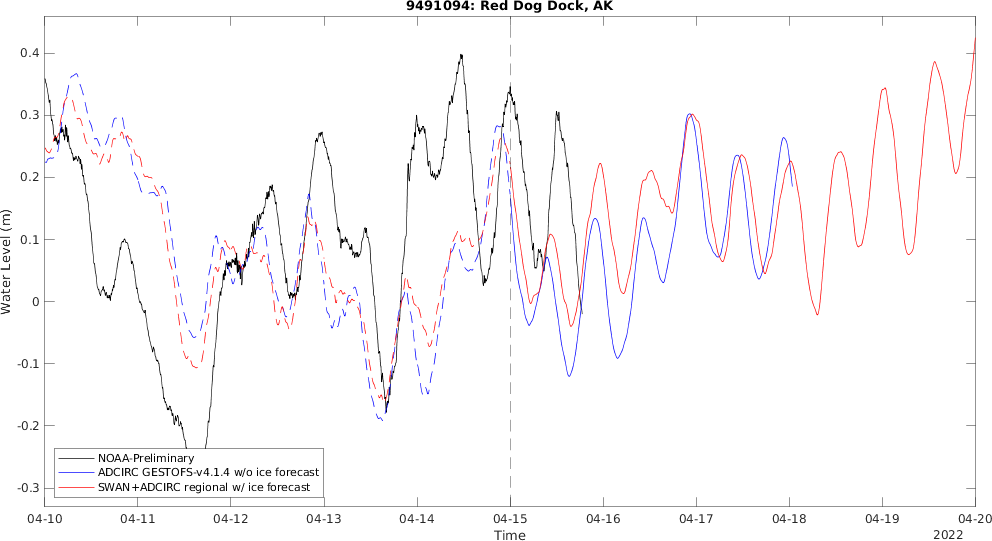 9491094: Red Dog Dock, AK
Water Level (m)
0.4
0.3
0.2
0.1
0
-0.1
-0.2
-0.3
NOAA-Preliminary
ADCIRC GESTOFS-v4.1.4 w/o ice forecast
SWAN+ADCIRC regional w/ ice forecast
04-10 04-11 04-12 04-13 04-14 04-15 04-16 04-17 04-18 04-19 04-20
Time
2022